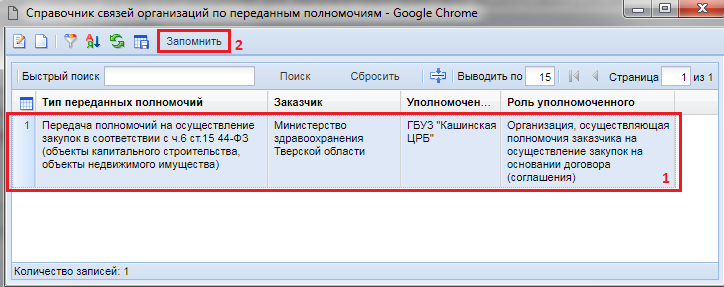 Справочник связей организаций по переданным полномочиям - Google Chrome
Запомнить 2
Быстрый поиск Поиск Сбросить Выводить по 15 Страница 1 из 1
Тип переданных полномочий Заказчик Уполномочен... Роль уполномоченного
1 Передача полномочий на осуществление Министерство ГБУЗ "Кашинская Организация, осуществляющая
закупок в соответствии с ч.6 ст.15 44-ФЗ здравоохранения ЦРБ" полномочия заказчика на
(объекты капитального строительства, Тверской области осуществление закупок на
объекты недвижимого имущества) основании договора
(соглашения) 1
Количество записей: 1